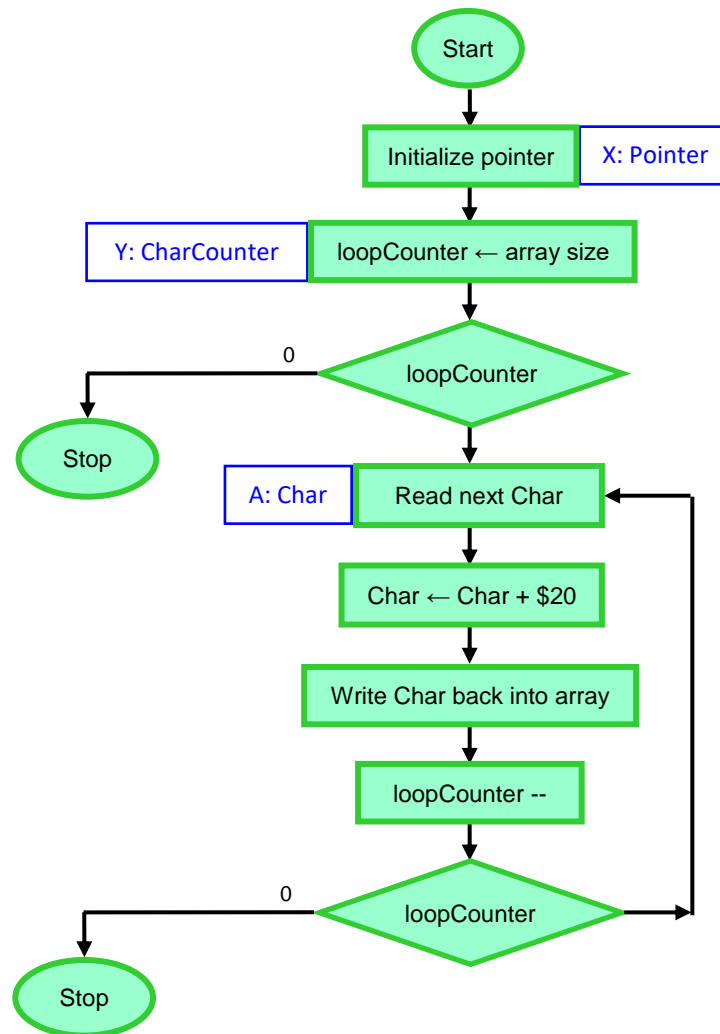 Start
Initialize pointer
X: Pointer
Y: CharCounter
loopCounter ← array size
0
loopCounter
Stop
A: Char
Read next Char
Char ← Char + $20
Write Char back into array
loopCounter --
0
loopCounter
Stop